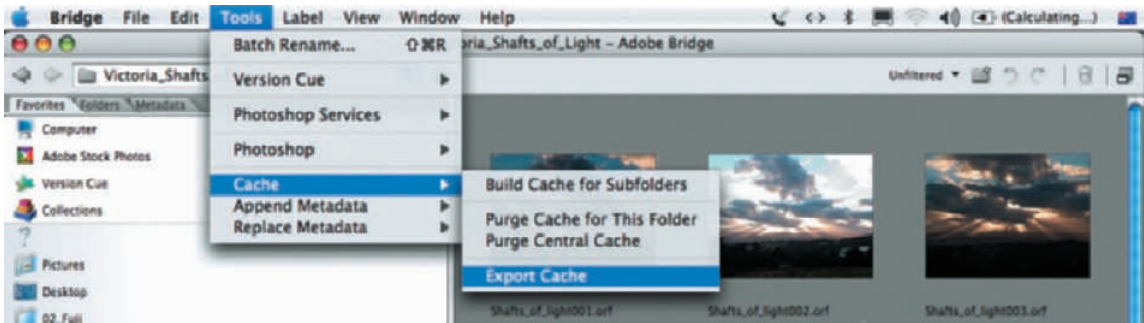 Bridge File Edit Tools Label View Window Help (Calculating...)
Batch Rename... ⇧⌘R
oria_Shafts_of_Light – Adobe Bridge
Victoria_Shafts
Version Cue
Unfiltered
Favorites Folders Metadata
Photoshop Services
Computer
Adobe Stock Photos
Photoshop
Version Cue
Cache
Build Cache for Subfolders
Collections
Append Metadata
Replace Metadata
Purge Cache for This Folder
Purge Central Cache
Pictures
Export Cache
Desktop
Shafts_of_light001.orf Shafts_of_light002.orf Shafts_of_light003.orf
02. Full